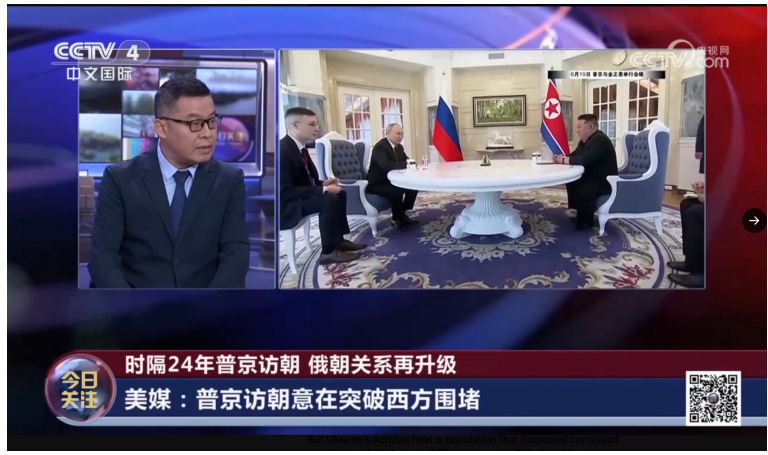 CCTV 4
中文国际
央视网
CCTV.com
6月19日 普京与金正恩举行会晤
时隔24年普京访朝 俄朝关系再升级
今日
关注
美媒：普京访朝意在突破西方围堵
But Ukraine's Achilles heel is population that [opposes] continued